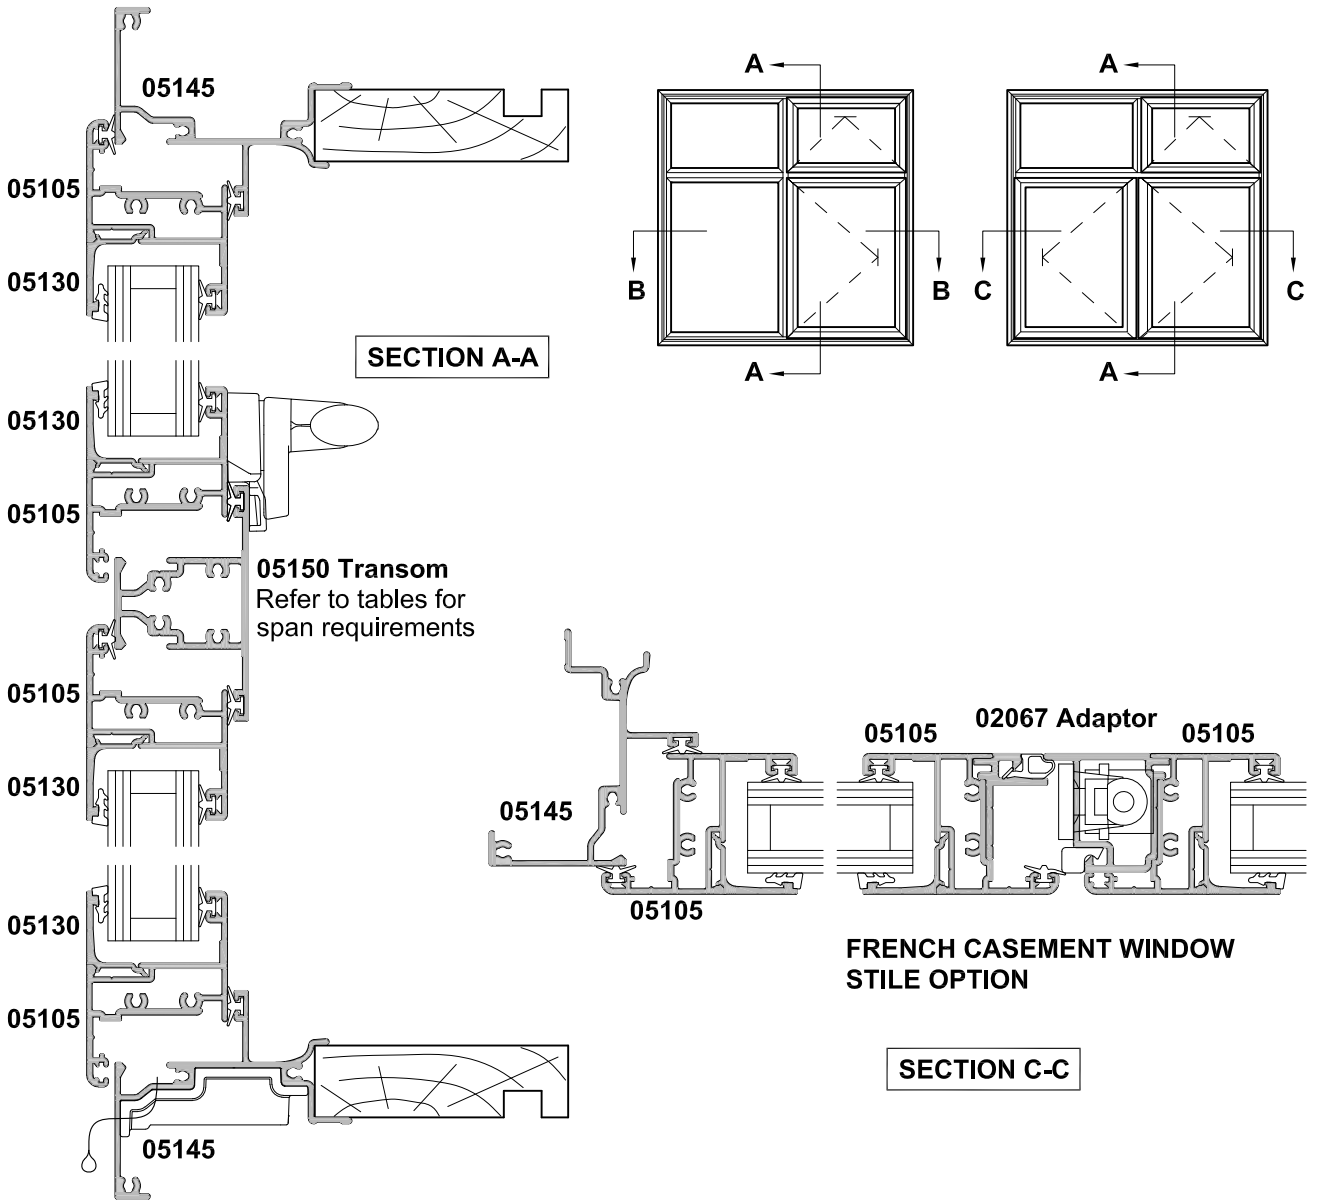 05145
05105
05130
SECTION A-A
05130
05105
05150 Transom
Refer to tables for
span requirements
05105
05130
05130
05105
05145
A
A
B
B
C
C
A
A
02067 Adaptor
05105
05105
05145
05105
FRENCH CASEMENT WINDOW
STILE OPTION
SECTION C-C